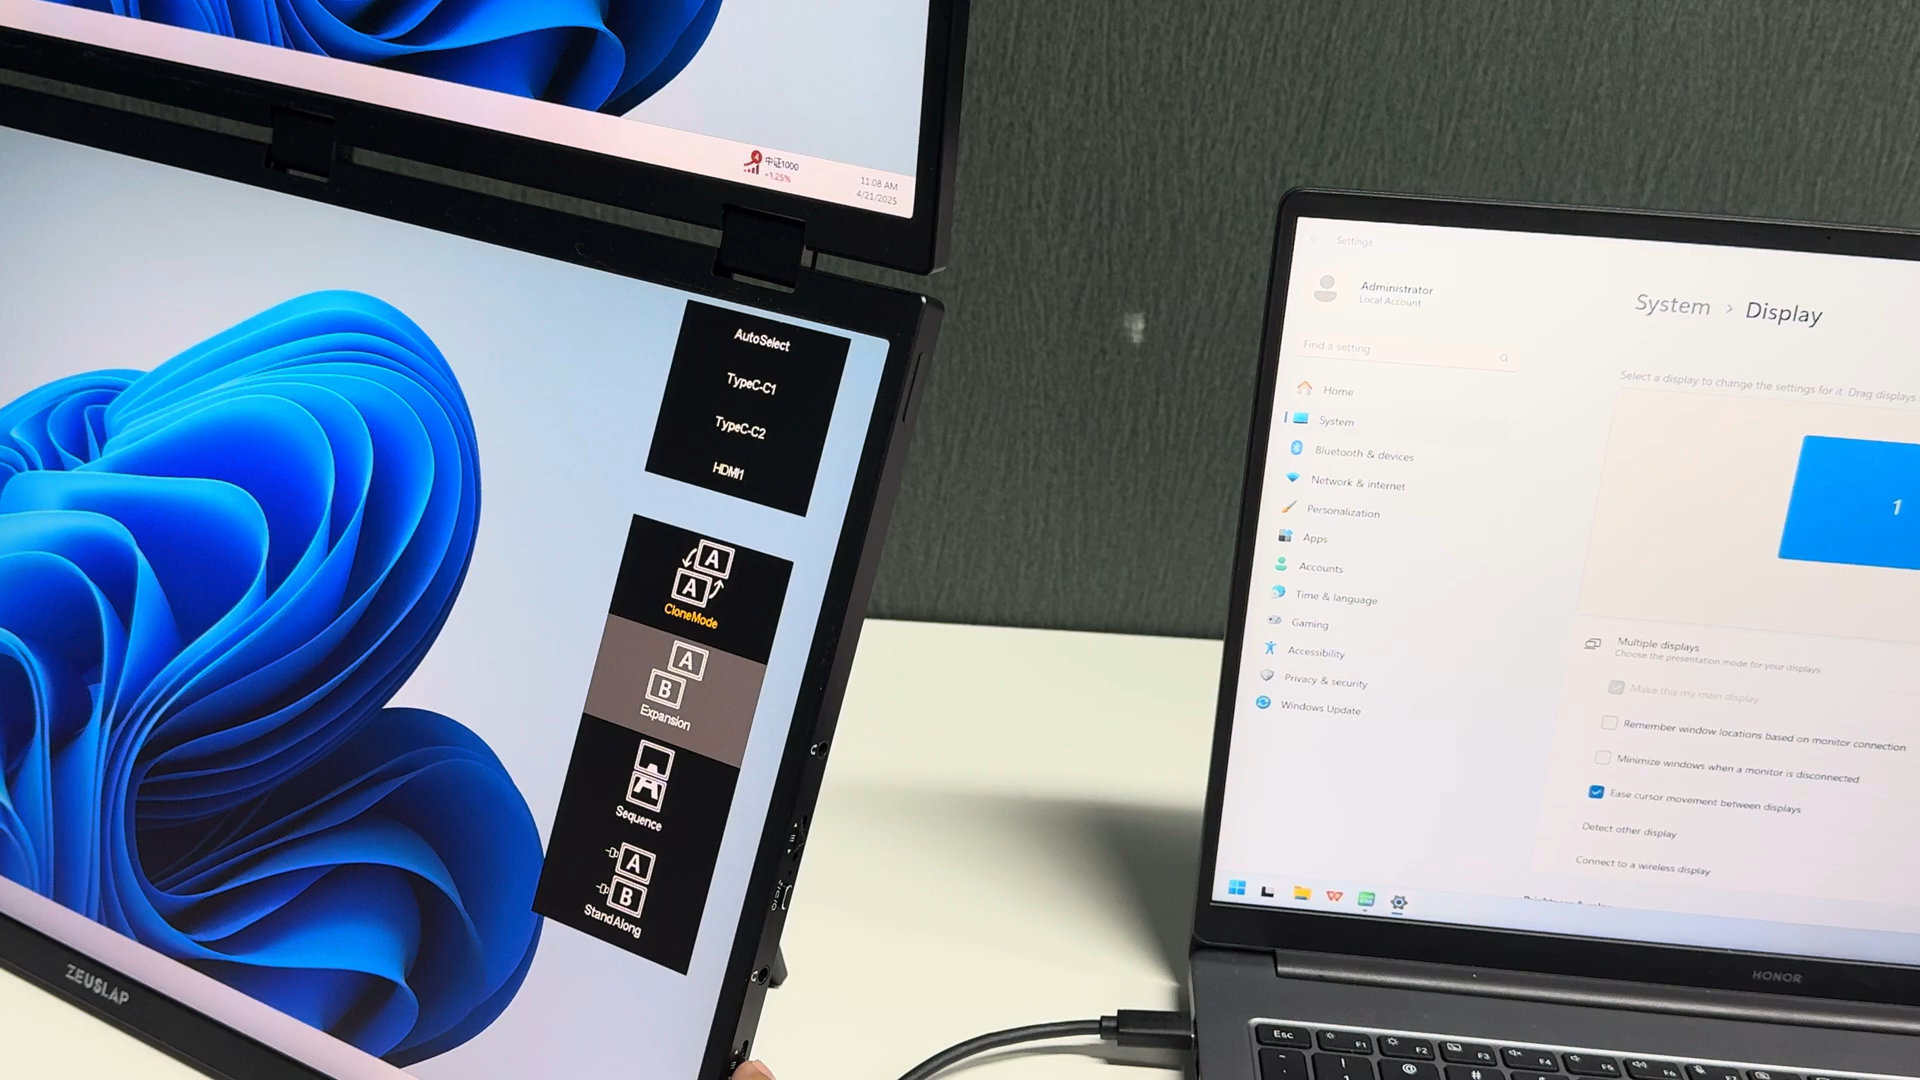 中证1000
+1.25%
11:08 AM
4/21/2025
AutoSelect
TypeC-C1
TypeC-C2
HDMI1
A
A
CloneMode
A
B
Expansion
A
Sequence
A
B
StandAlong
ZEUSLAP
Settings
Administrator
Local Account
Find a setting
Home
System
Bluetooth & devices
Network & internet
Personalization
Apps
Accounts
Time & language
Gaming
Accessibility
Privacy & security
Windows Update
System > Display
Select a display to change the settings for it. Drag displays
1
Multiple displays
Choose the presentation mode for your displays
Make this my main display
Remember window locations based on monitor connection
Minimize windows when a monitor is disconnected
Ease cursor movement between displays
Detect other display
Connect to a wireless display
HONOR
Esc
F1
F2
F3
F4
F5
F6